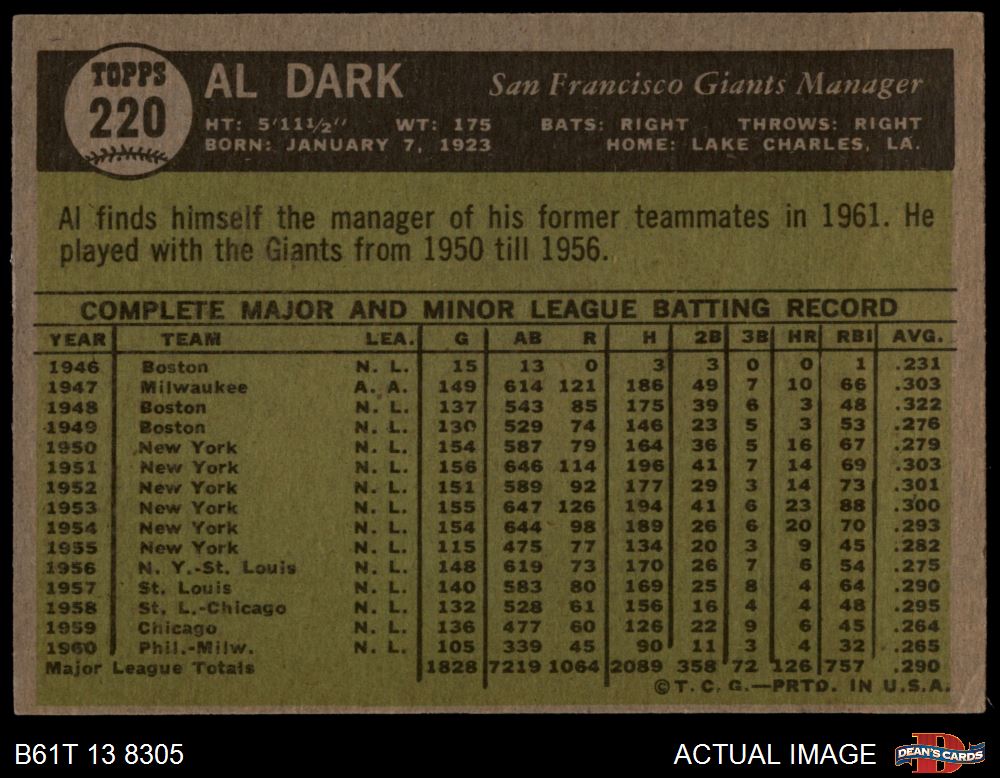 TOPPS
220
AL DARK San Francisco Giants Manager
HT: 5'11½" WT: 175 BATS: RIGHT THROWS: RIGHT
BORN: JANUARY 7, 1923 HOME: LAKE CHARLES, LA.
Al finds himself the manager of his former teammates in 1961. He
played with the Giants from 1950 till 1956.
COMPLETE MAJOR AND MINOR LEAGUE BATTING RECORD
YEAR TEAM LEA. G AB R H 2B 3B HR RBI AVG.
1946 Boston N. L. 15 13 0 3 3 0 0 1 .231
1947 Milwaukee A. A. 149 614 121 186 49 7 10 66 .303
1948 Boston N. L. 137 543 85 175 39 6 3 48 .322
1949 Boston N. L. 130 529 74 146 23 5 3 53 .276
1950 New York N. L. 154 587 79 164 36 5 16 67 .279
1951 New York N. L. 156 646 114 196 41 7 14 69 .303
1952 New York N. L. 151 589 92 177 29 3 14 73 .301
1953 New York N. L. 155 647 126 194 41 6 23 88 .300
1954 New York N. L. 154 644 98 189 26 6 20 70 .293
1955 New York N. L. 115 475 77 134 20 3 9 45 .282
1956 N. Y.-St. Louis N. L. 148 619 73 170 26 7 6 54 .275
1957 St. Louis N. L. 140 583 80 169 25 8 4 64 .290
1958 St. L.-Chicago N. L. 132 528 61 156 16 4 4 48 .295
1959 Chicago N. L. 136 477 60 126 22 9 6 45 .264
1960 Phil.-Milw. N. L. 105 339 45 90 11 3 4 32 .265
Major League Totals 1828 7219 1064 2089 358 72 126 757 .290
©T. C. G.—PRTD. IN U.S.A.
B61T 13 8305 ACTUAL IMAGE DEAN'S CARDS